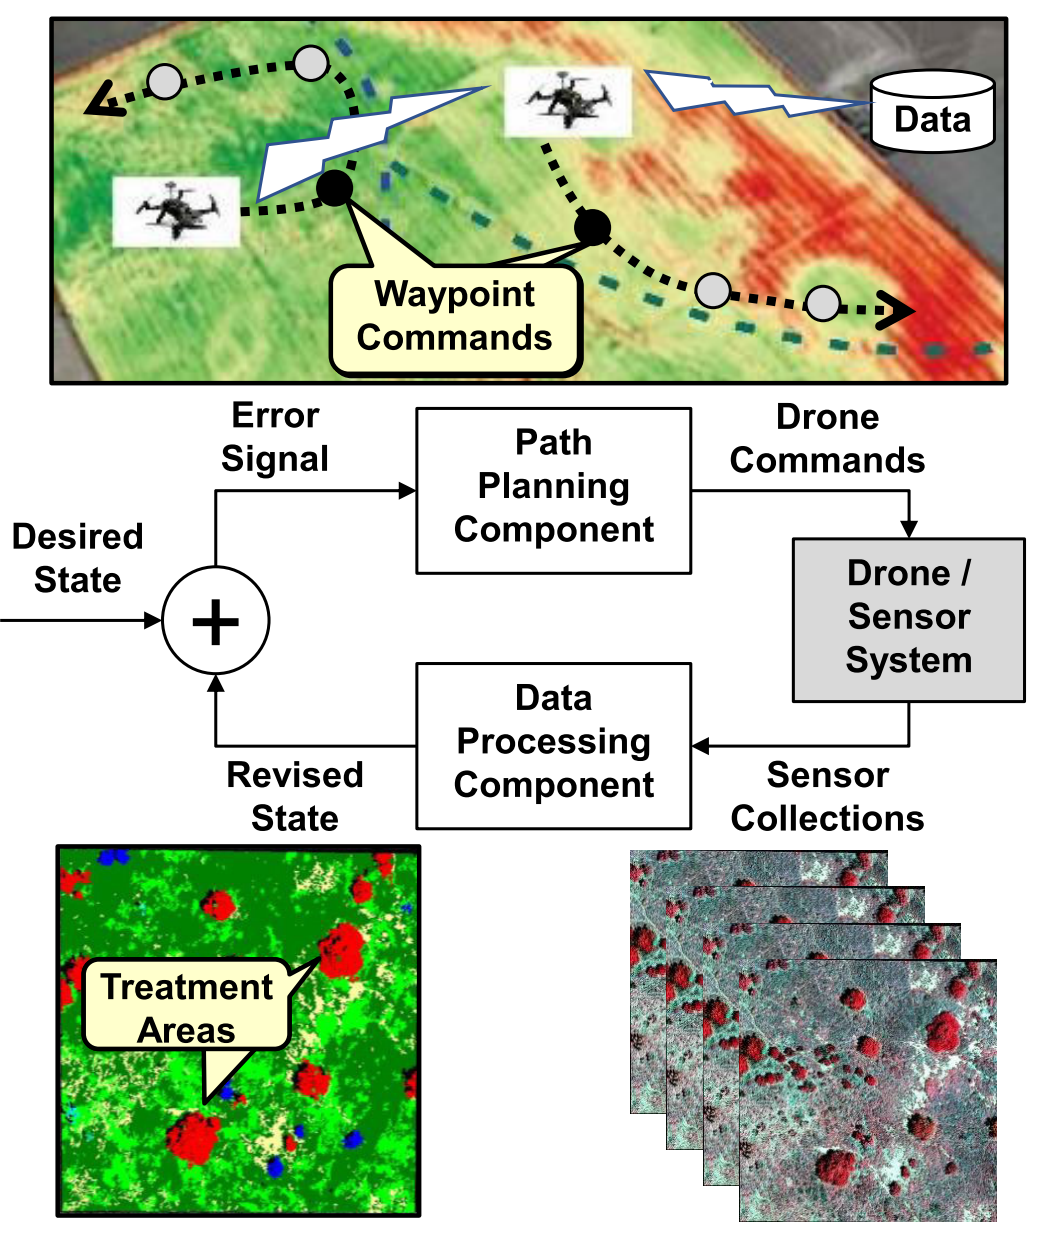 Data
Waypoint
Commands
Error
Signal
Path
Planning
Component
Drone
Commands
Desired
State
+
Drone /
Sensor
System
Data
Processing
Component
Revised
State
Sensor
Collections
Treatment
Areas